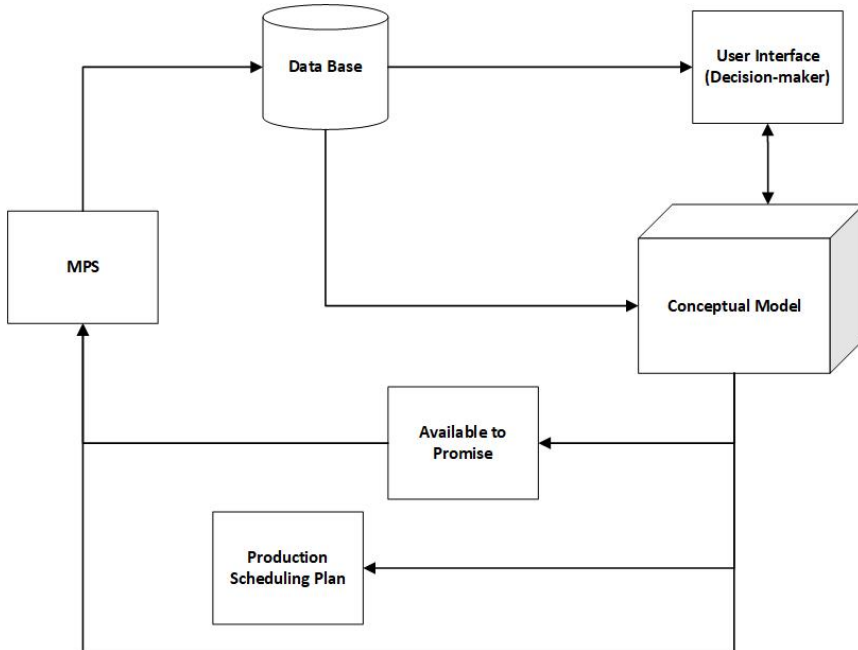 Data Base
User Interface
(Decision-maker)
MPS
Conceptual Model
Available to
Promise
Production
Scheduling Plan